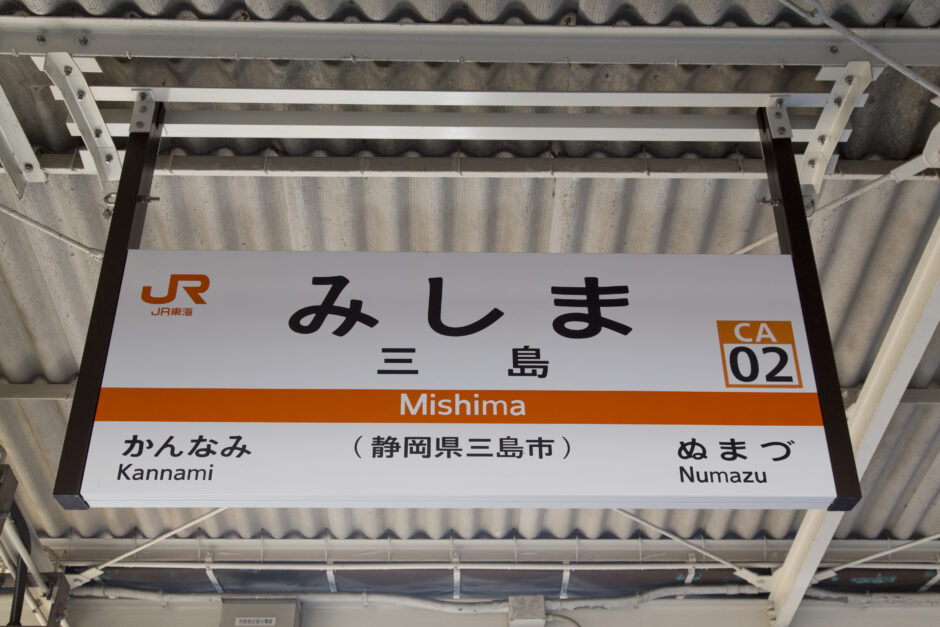 JR
JR東海
みしま
三島
CA
02
Mishima
かんなみ
Kannami
（静岡県三島市）
ぬまづ
Numazu